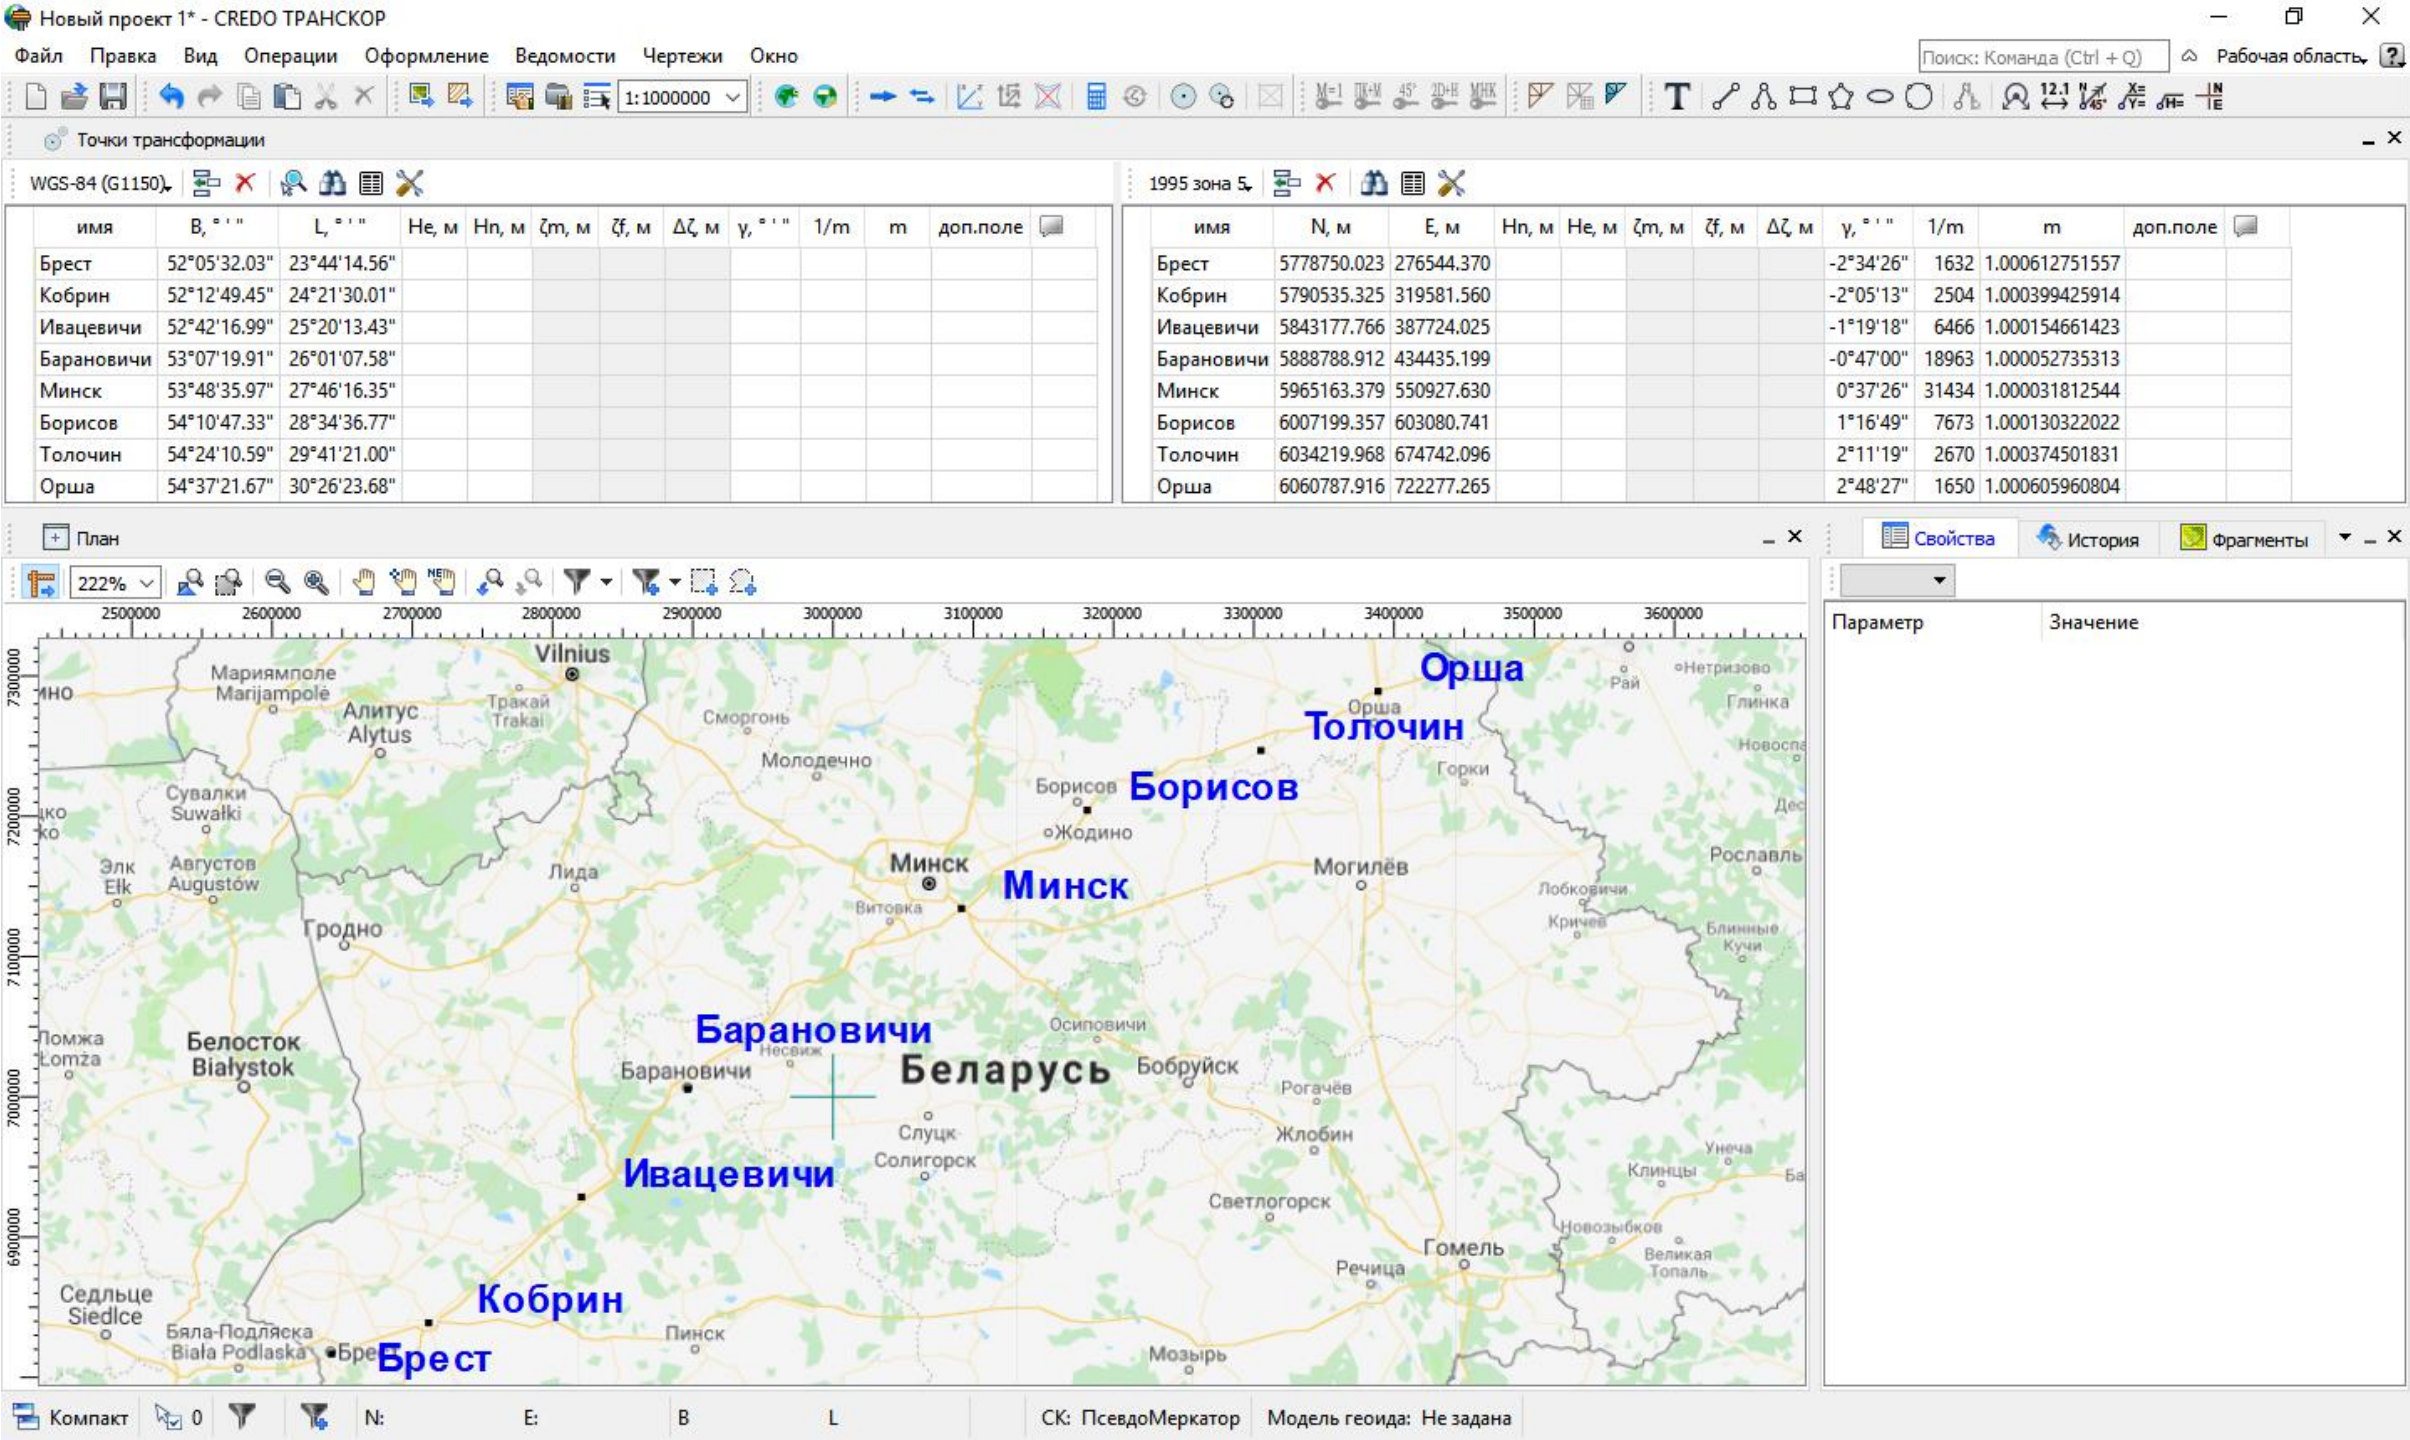 Новый проект 1* - CREDO ТРАНСКОР
Файл Правка Вид Операции Оформление Ведомости Чертежи Окно
Поиск: Команда (Ctrl + Q) Рабочая область
1:1000000
Точки трансформации
WGS-84 (G1150)
имя B, ° ' " L, ° ' " He, м Hn, м ζm, м ζf, м Δζ, м γ, ° ' " 1/m m доп.поле
Брест 52°05'32.03" 23°44'14.56"
Кобрин 52°12'49.45" 24°21'30.01"
Ивацевичи 52°42'16.99" 25°20'13.43"
Барановичи 53°07'19.91" 26°01'07.58"
Минск 53°48'35.97" 27°46'16.35"
Борисов 54°10'47.33" 28°34'36.77"
Толочин 54°24'10.59" 29°41'21.00"
Орша 54°37'21.67" 30°26'23.68"
1995 зона 5
имя N, м E, м Hn, м He, м ζm, м ζf, м Δζ, м γ, ° ' " 1/m m доп.поле
Брест 5778750.023 276544.370 -2°34'26" 1632 1.000612751557
Кобрин 5790535.325 319581.560 -2°05'13" 2504 1.000399425914
Ивацевичи 5843177.766 387724.025 -1°19'18" 6466 1.000154661423
Барановичи 5888788.912 434435.199 -0°47'00" 18963 1.000052735313
Минск 5965163.379 550927.630 0°37'26" 31434 1.000031812544
Борисов 6007199.357 603080.741 1°16'49" 7673 1.000130322022
Толочин 6034219.968 674742.096 2°11'19" 2670 1.000374501831
Орша 6060787.916 722277.265 2°48'27" 1650 1.000605960804
План
222%
2500000 2600000 2700000 2800000 2900000 3000000 3100000 3200000 3300000 3400000 3500000 3600000
7300000
7200000
7100000
7000000
6900000
Vilnius
Мариямполе
Marijampolė
Тракай
Trakai
Алитус
Alytus
Сморгонь
Молодечно
Орша
Орша
Толочин
Рай
Нетризово
Глинка
Горки
Сувалки
Suwałki
Борисов
Борисов
Жодино
Элк
Ełk
Августов
Augustów
Лида
Минск
Минск
Витовка
Могилёв
Рославль
Лобковичи
Кричев
Блинные
Кучи
Гродно
Ломжа
Łomża
Белосток
Białystok
Барановичи
Барановичи
Несвиж
Беларусь
Осиповичи
Бобруйск
Рогачёв
Слуцк
Солигорск
Жлобин
Унеча
Клинцы
Ивацевичи
Светлогорск
Новозыбков
Гомель
Великая
Топаль
Речица
Седльце
Siedlce
Кобрин
Бяла-Подляска
Biała Podlaska
Брест
Пинск
Мозырь
Свойства История Фрагменты
Параметр Значение
Компакт 0 N: E: B L СК: ПсевдоМеркатор Модель геоида: Не задана